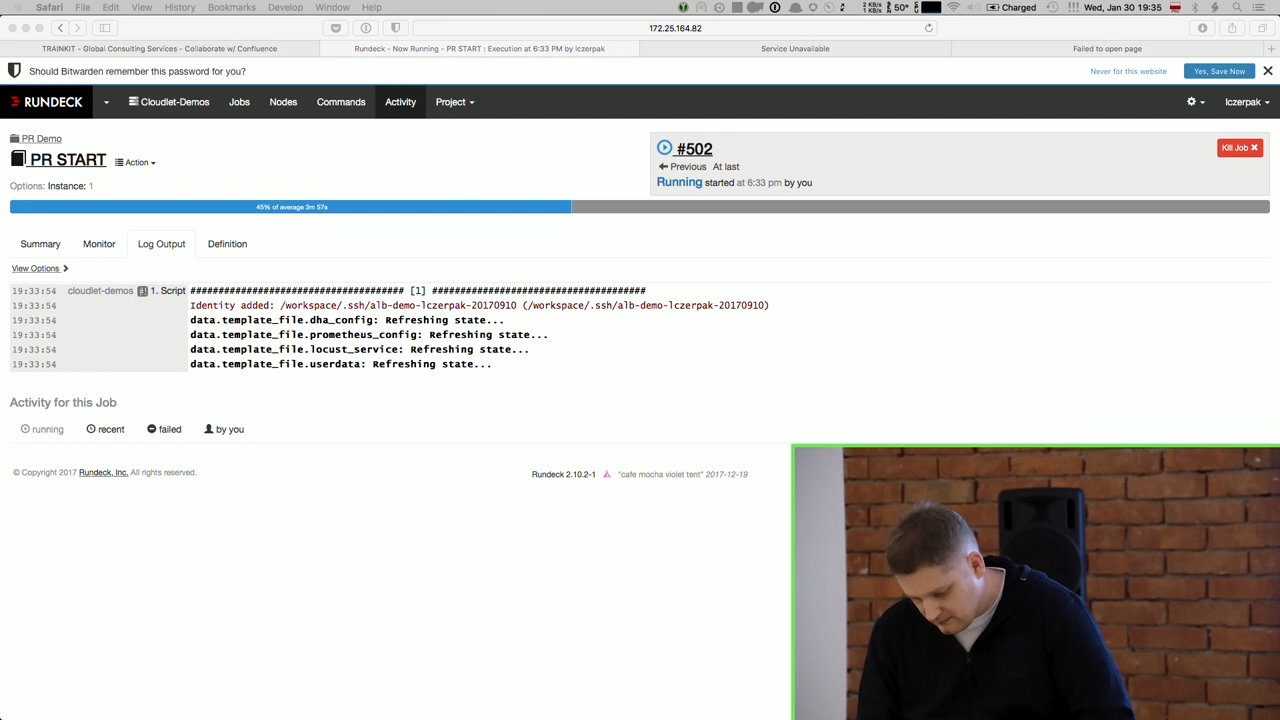 Safari File Edit View History Bookmarks Develop Window Help 2 KB/s 1 KB/s 50° Charged Wed, Jan 30 19:35
172.25.164.82
TRAINKIT - Global Consulting Services - Collaborate w/ Confluence Rundeck - Now Running - PR START : Execution at 6:33 PM by lczerpak Service Unavailable Failed to open page
Should Bitwarden remember this password for you? Never for this website Yes, Save Now
RUNDECK Cloudlet-Demos Jobs Nodes Commands Activity Project lczerpak
PR Demo
PR START Action
#502 Kill Job
Previous At last
Options: Instance: 1
Running started at 6:33 pm by you
45% of average 3m 57s
Summary Monitor Log Output Definition
View Options
19:33:54 cloudlet-demos 1. Script ##################################### [1] #####################################
19:33:54 Identity added: /workspace/.ssh/alb-demo-lczerpak-20170910 (/workspace/.ssh/alb-demo-lczerpak-20170910)
19:33:54 data.template_file.dha_config: Refreshing state...
19:33:54 data.template_file.prometheus_config: Refreshing state...
19:33:54 data.template_file.locust_service: Refreshing state...
19:33:54 data.template_file.userdata: Refreshing state...
Activity for this Job
running recent failed by you
© Copyright 2017 Rundeck, Inc. All rights reserved. Rundeck 2.10.2-1 "cafe mocha violet tent" 2017-12-19